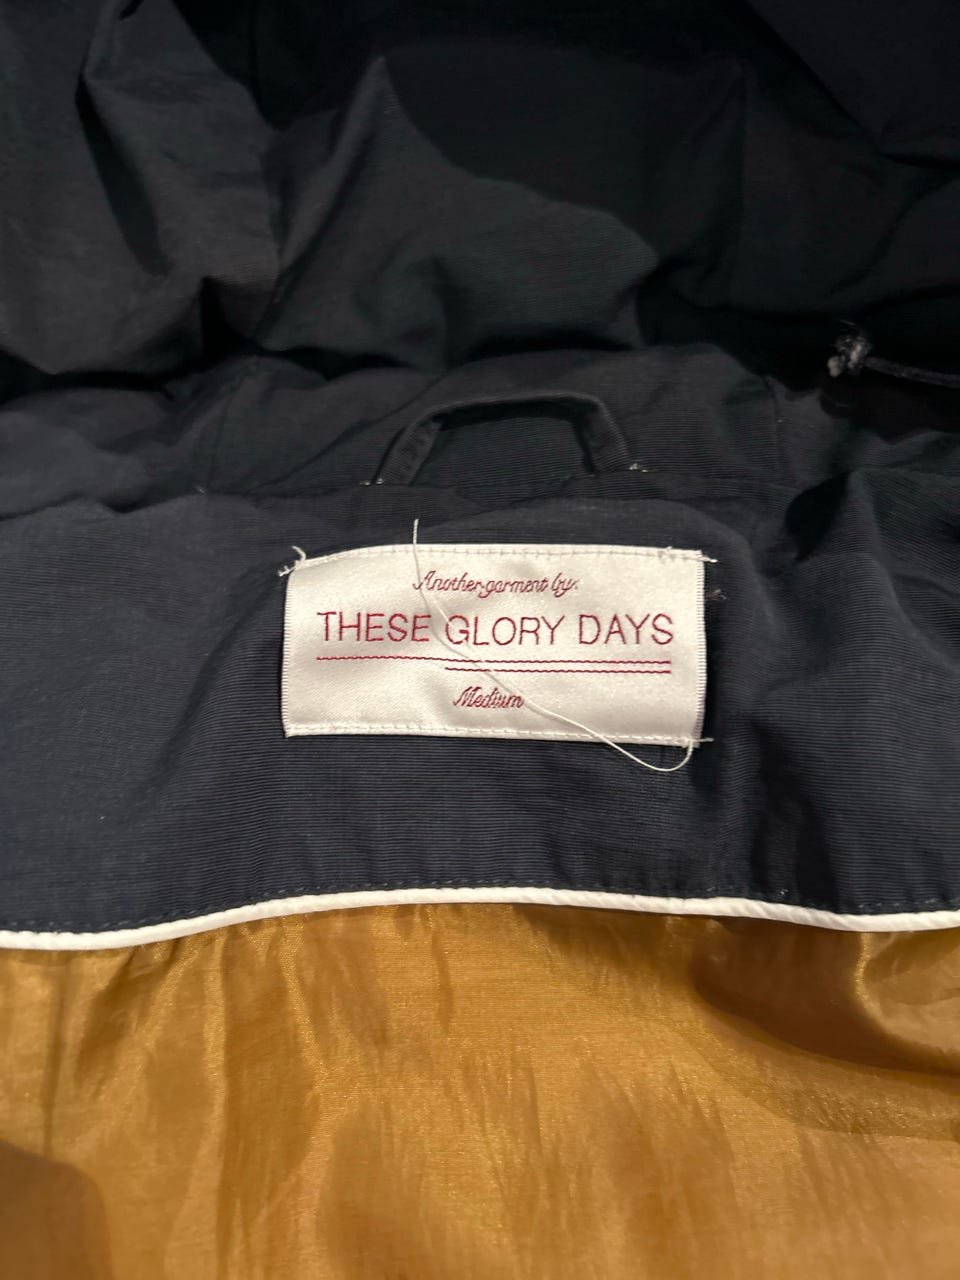 Another garment by:
THESE GLORY DAYS
Medium